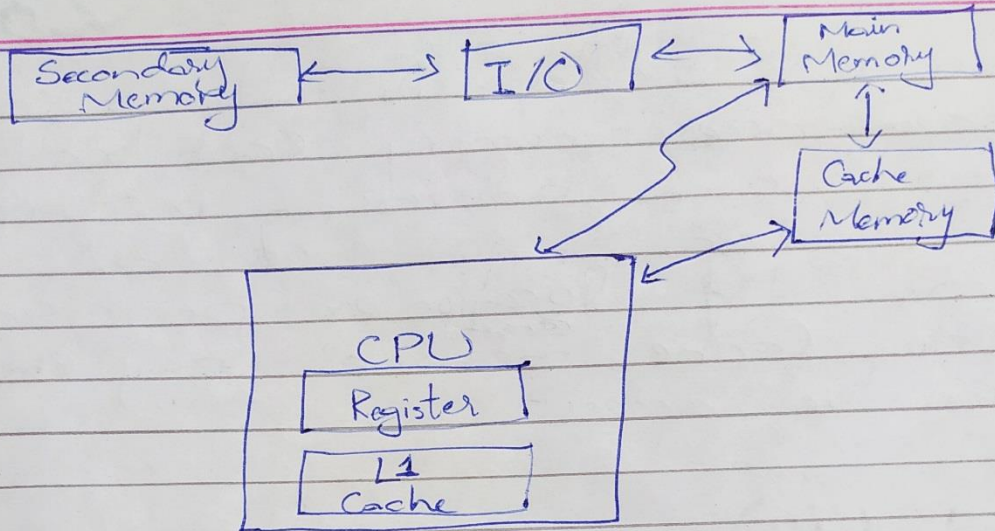 Secondary
Memory
I/O
Main
Memory
Cache
Memory
CPU
Register
L1
Cache